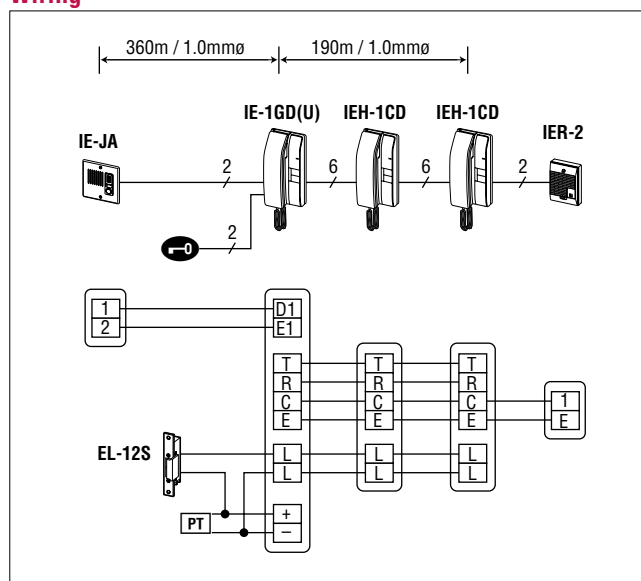 Wiring
360m / 1.0mmø 190m / 1.0mmø
IE-JA IE-1GD(U) IEH-1CD IEH-1CD IER-2
2 6 6 2
2
1 D1
2 E1
T T T
R R R
C C C 1
E E E E
EL-12S L L L
L L L
PT +
−